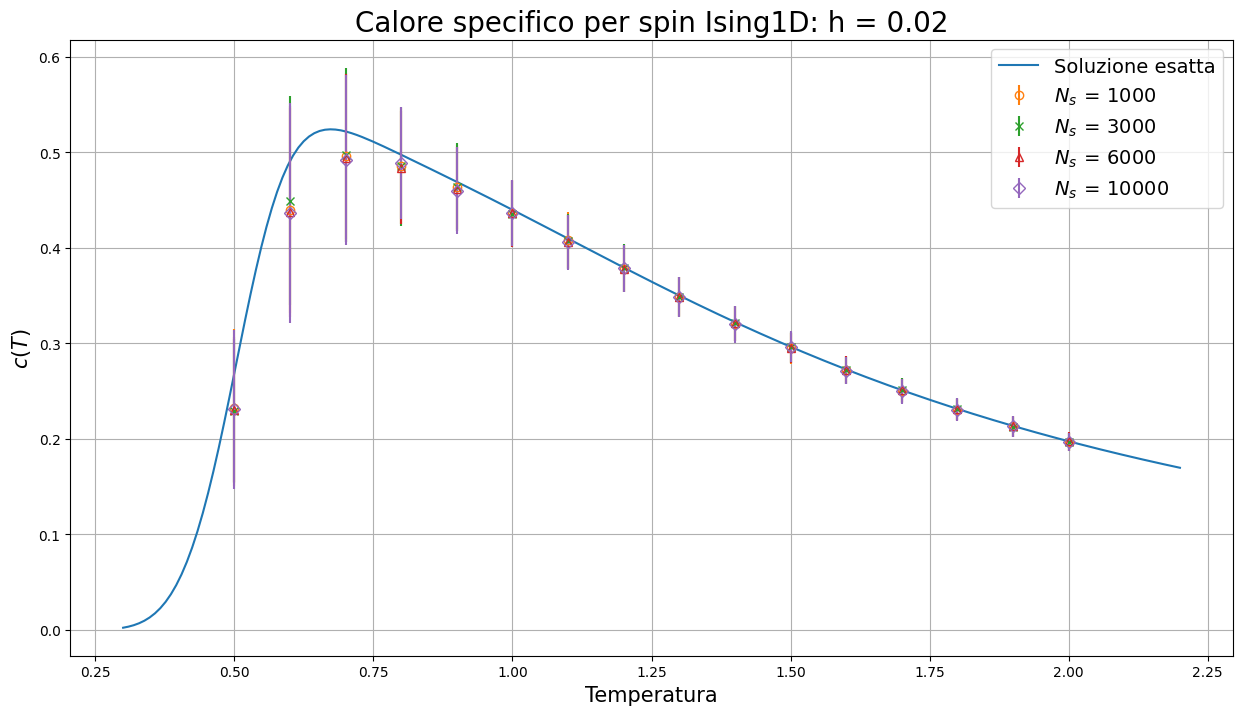 Calore specifico per spin Ising1D: h = 0.02
c(T)
0.6
0.5
0.4
0.3
0.2
0.1
0.0
Soluzione esatta
N_s = 1000
N_s = 3000
N_s = 6000
N_s = 10000
0.25 0.50 0.75 1.00 1.25 1.50 1.75 2.00 2.25
Temperatura